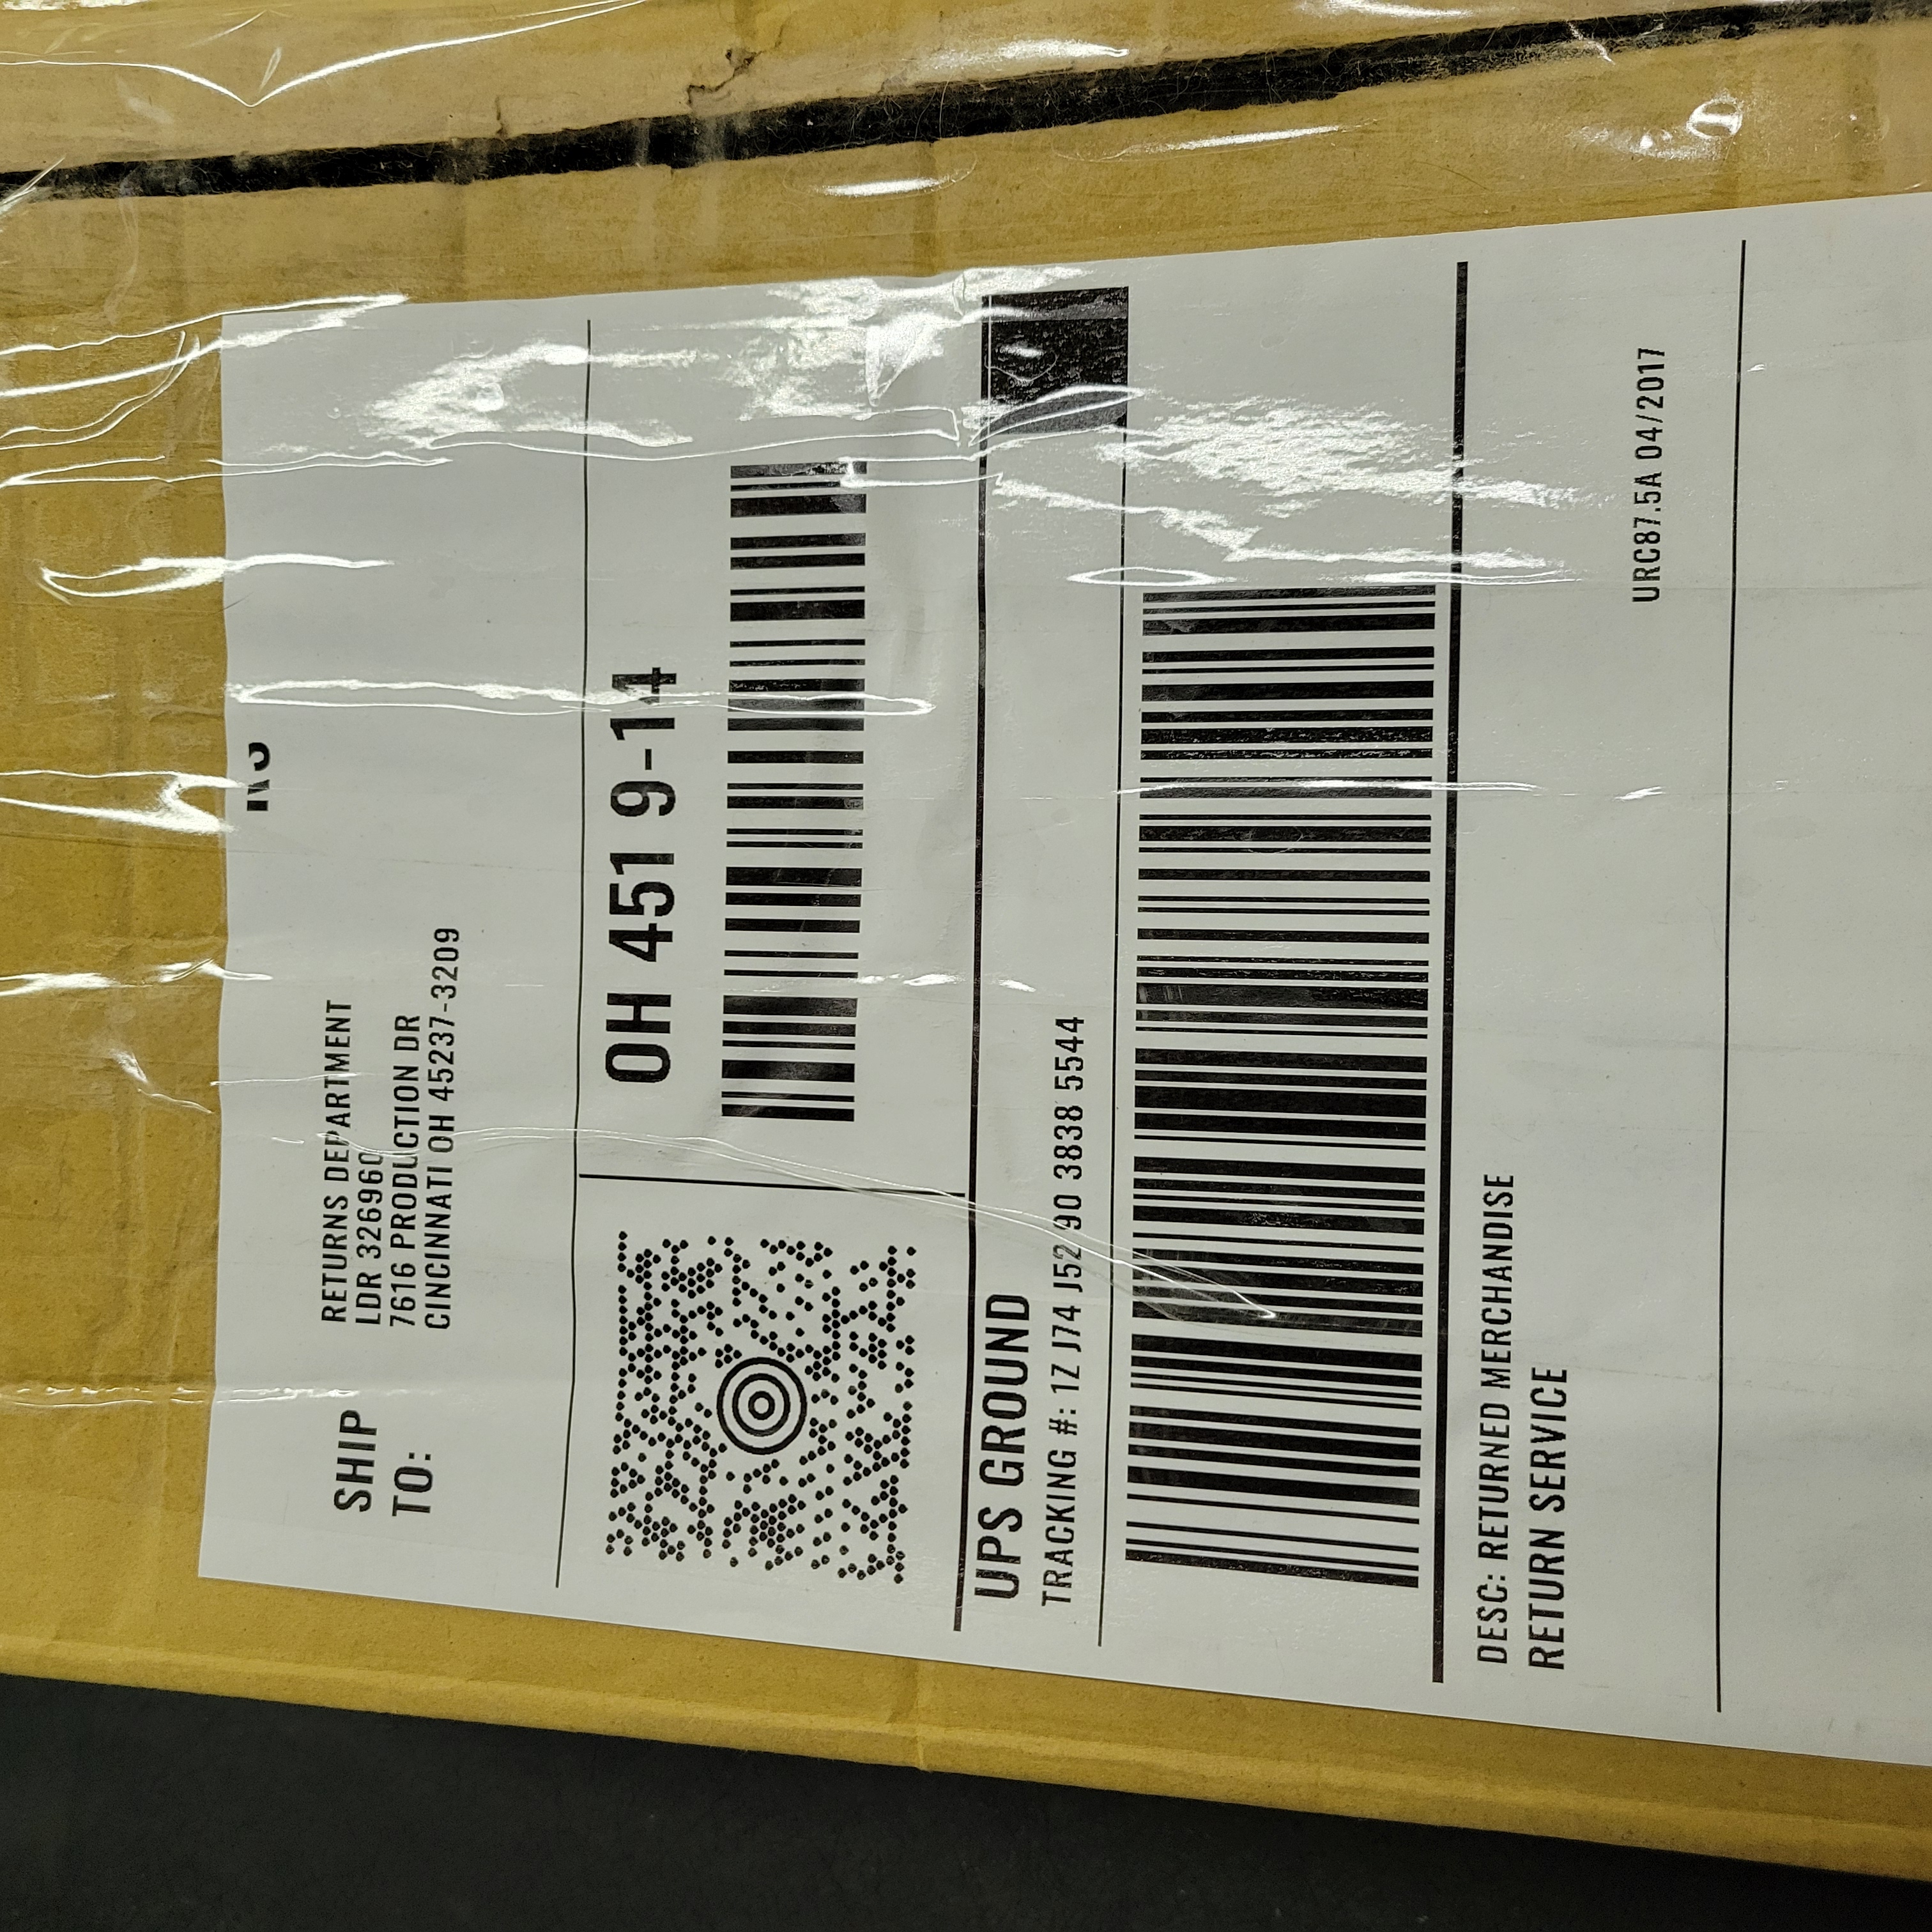 SHIP
TO:
RETURNS DEPARTMENT
LDR 326960
7616 PRODUCTION DR
CINCINNATI OH 45237-3209
OH 451 9-14
UPS GROUND
TRACKING #: 1Z J74 J52 90 3838 5544
DESC: RETURNED MERCHANDISE
RETURN SERVICE
URC87.5A 04/2017